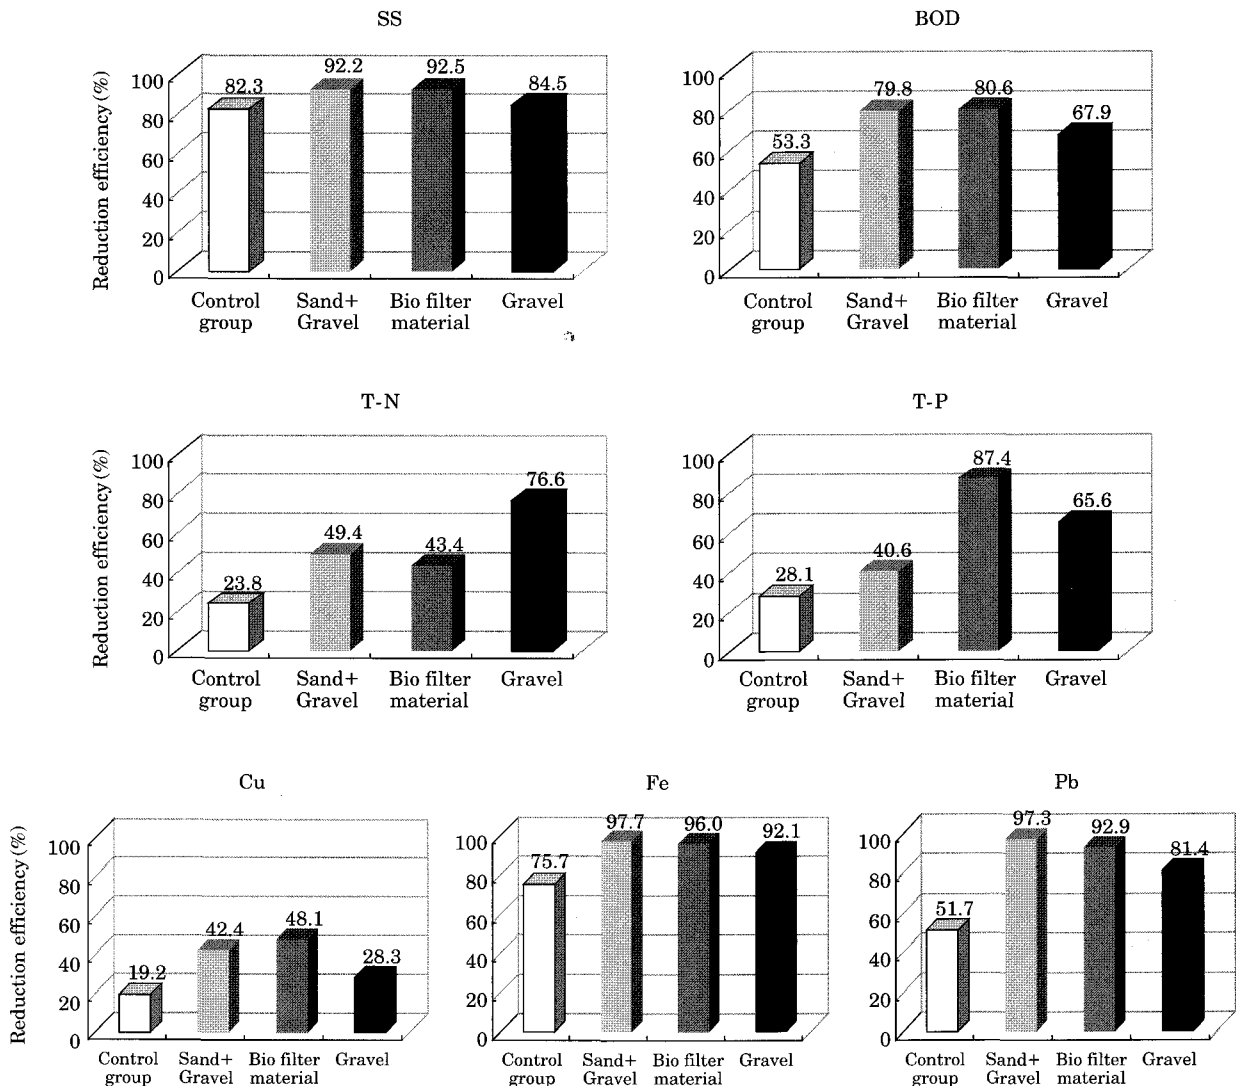 SS
Reduction efficiency (%)
100
80
60
40
20
0
82.3
92.2
92.5
84.5
Control group
Sand+ Gravel
Bio filter material
Gravel
BOD
100
80
60
40
20
0
53.3
79.8
80.6
67.9
Control group
Sand+ Gravel
Bio filter material
Gravel
T-N
Reduction efficiency (%)
100
80
60
40
20
0
23.8
49.4
43.4
76.6
Control group
Sand+ Gravel
Bio filter material
Gravel
T-P
100
80
60
40
20
0
28.1
40.6
87.4
65.6
Control group
Sand+ Gravel
Bio filter material
Gravel
Cu
Reduction efficiency (%)
100
80
60
40
20
0
19.2
42.4
48.1
28.3
Control group
Sand+ Gravel
Bio filter material
Gravel
Fe
100
80
60
40
20
0
75.7
97.7
96.0
92.1
Control group
Sand+ Gravel
Bio filter material
Gravel
Pb
100
80
60
40
20
0
51.7
97.3
92.9
81.4
Control group
Sand+ Gravel
Bio filter material
Gravel